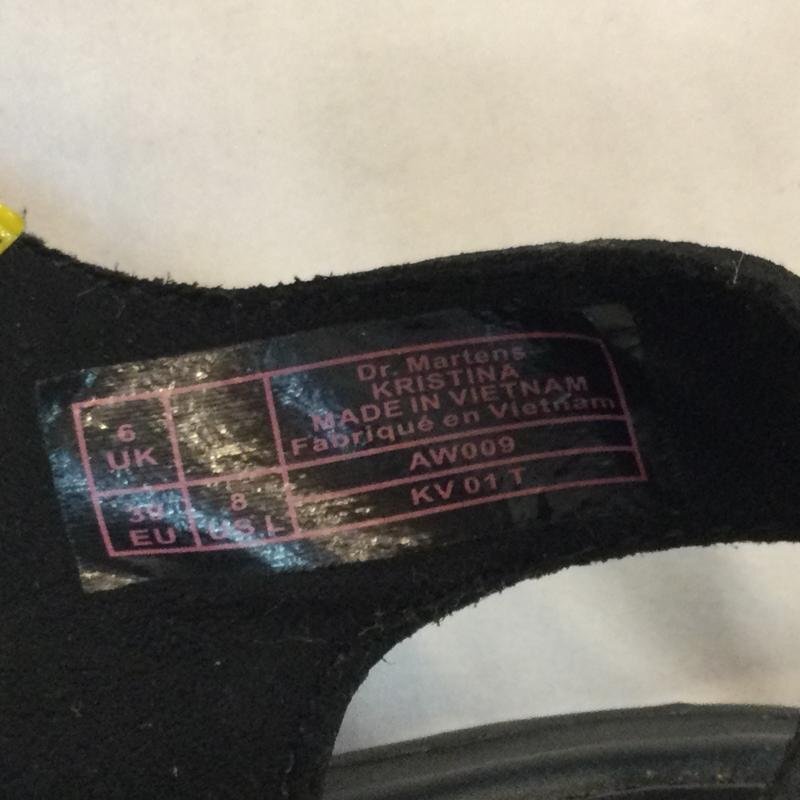 Dr. Martens
KRISTINA
MADE IN VIETNAM
Fabriqué en Vietnam
AW009
KV 01 T
6
UK
EU
8
US L